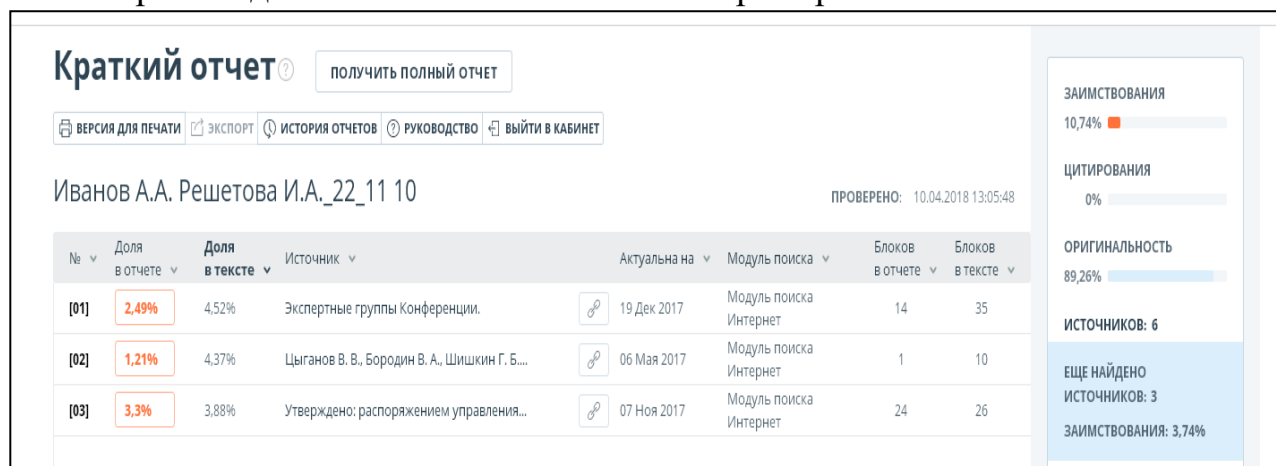 Краткий отчет ?
ПОЛУЧИТЬ ПОЛНЫЙ ОТЧЕТ
ВЕРСИЯ ДЛЯ ПЕЧАТИ ЭКСПОРТ ИСТОРИЯ ОТЧЕТОВ ? РУКОВОДСТВО ВЫЙТИ В КАБИНЕТ
Иванов А.А. Решетова И.А._22_11 10
ПРОВЕРЕНО: 10.04.2018 13:05:48
№ Доля в отчете Доля в тексте Источник Актуальна на Модуль поиска Блоков в отчете Блоков в тексте
[01] 2,49% 4,52% Экспертные группы Конференции. 19 Дек 2017 Модуль поиска Интернет 14 35
[02] 1,21% 4,37% Цыганов В. В., Бородин В. А., Шишкин Г. Б.... 06 Мая 2017 Модуль поиска Интернет 1 10
[03] 3,3% 3,88% Утверждено: распоряжением управления... 07 Ноя 2017 Модуль поиска Интернет 24 26
ЗАИМСТВОВАНИЯ
10,74%
ЦИТИРОВАНИЯ
0%
ОРИГИНАЛЬНОСТЬ
89,26%
ИСТОЧНИКОВ: 6
ЕЩЕ НАЙДЕНО
ИСТОЧНИКОВ: 3
ЗАИМСТВОВАНИЯ: 3,74%